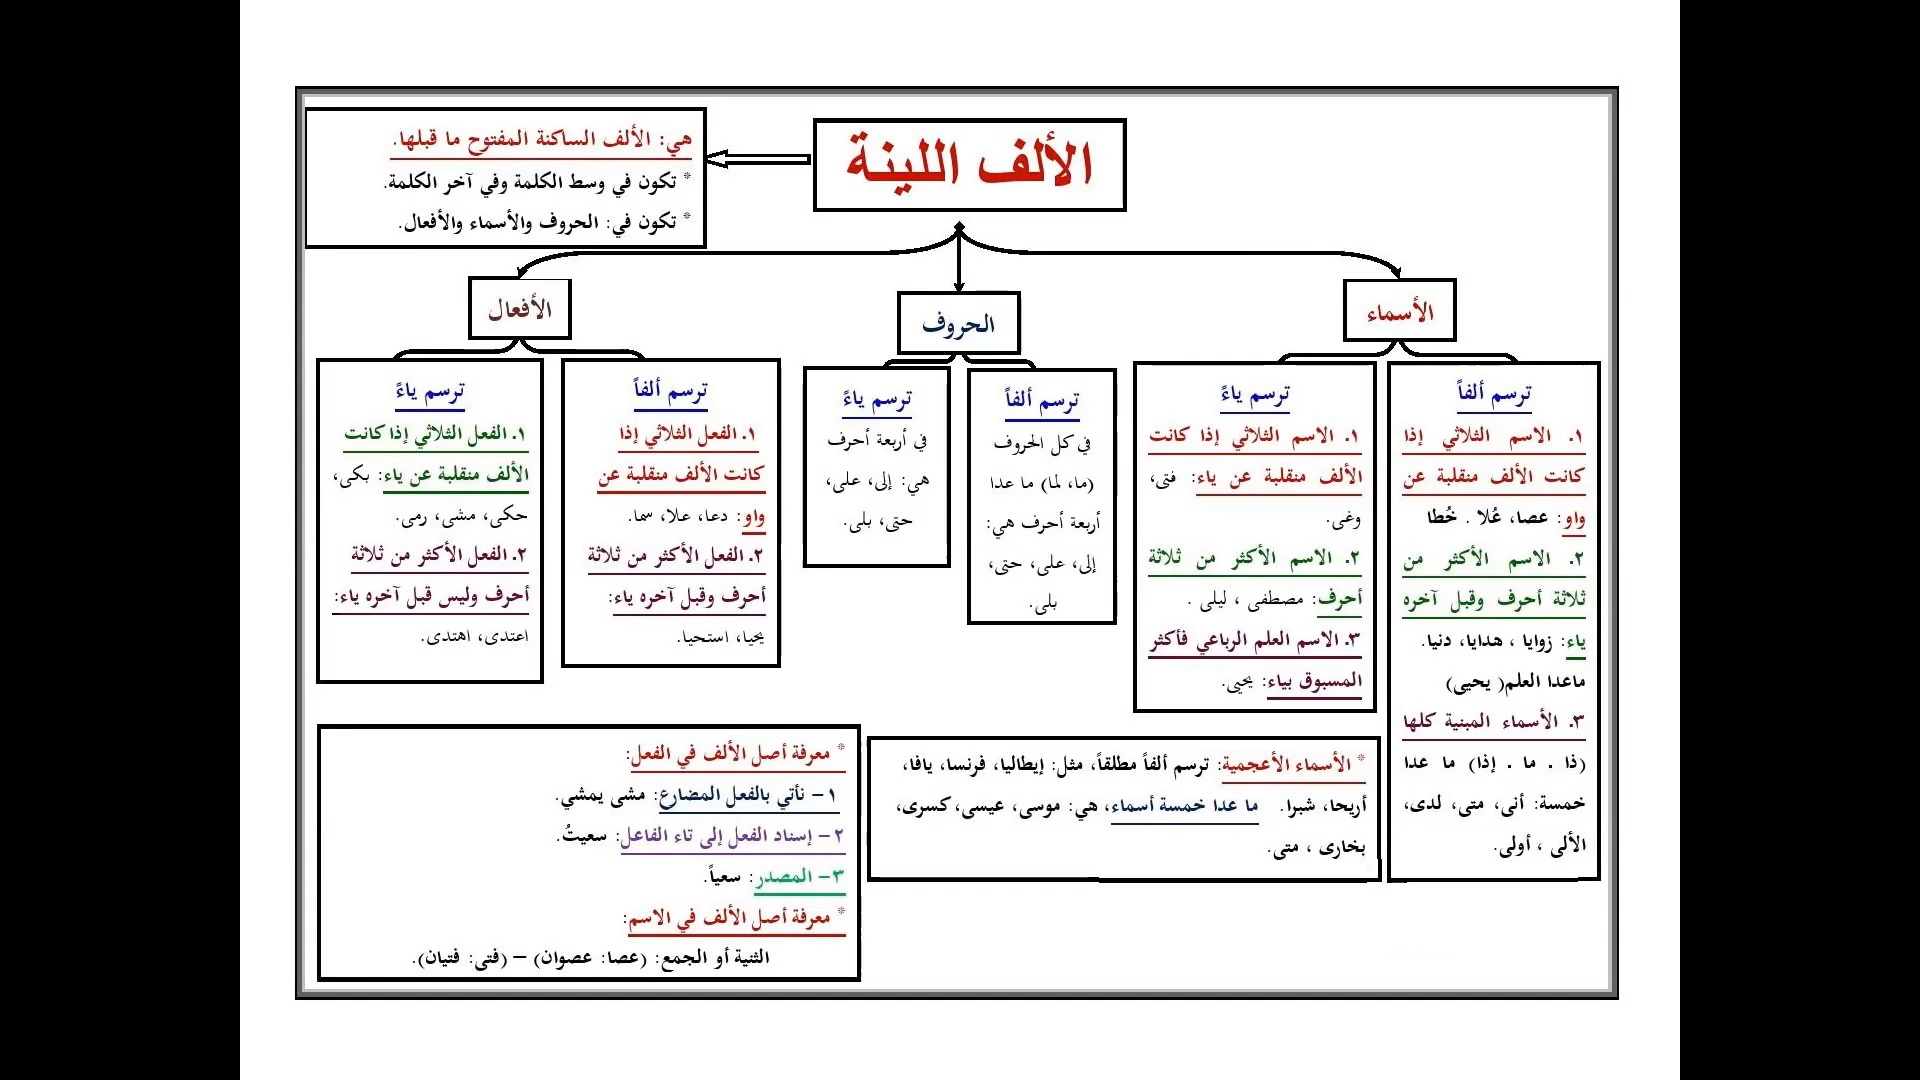 الألف اللينة
هي: الألف الساكنة المفتوح ما قبلها.
* تكون في وسط الكلمة وفي آخر الكلمة.
* تكون في: الحروف والأسماء والأفعال.
الأسماء
ترسم ألفاً
١. الاسم الثلاثي إذا
كانت الألف منقلبة عن
واو: عصا، عُلا . خُطا
٢. الاسم الأكثر من
ثلاثة أحرف وقبل آخره
ياء: زوايا ، هدايا، دنيا.
ماعدا العلم( يحيى)
٣. الأسماء المبنية كلها
(ذا . ما . إذا) ما عدا
خمسة: أنى، متى، لدى،
الألى ، أولى.
ترسم ياءً
١. الاسم الثلاثي إذا كانت
الألف منقلبة عن ياء: فتى،
وغى.
٢. الاسم الأكثر من ثلاثة
أحرف: مصطفى ، ليلى .
٣. الاسم العلم الرباعي فأكثر
المسبوق بياء: يحيى.
الحروف
ترسم ألفاً
في كل الحروف
(ما، لما) ما عدا
أربعة أحرف هي:
إلى، على، حتى،
بلى.
ترسم ياءً
في أربعة أحرف
هي: إلى، على،
حتى، بلى.
الأفعال
ترسم ألفاً
١. الفعل الثلاثي إذا
كانت الألف منقلبة عن
واو: دعا، علا، سما.
٢. الفعل الأكثر من ثلاثة
أحرف وقبل آخره ياء:
يحيا، استحيا.
ترسم ياءً
١. الفعل الثلاثي إذا كانت
الألف منقلبة عن ياء: بكى،
حكى، مشى، رمى.
٢. الفعل الأكثر من ثلاثة
أحرف وليس قبل آخره ياء:
اعتدى، اهتدى.
* الأسماء الأعجمية: ترسم ألفاً مطلقاً، مثل: إيطاليا، فرنسا، يافا،
أريحا، شبرا. ما عدا خمسة أسماء، هي: موسى، عيسى، كسرى،
بخارى ، متى.
* معرفة أصل الألف في الفعل:
١- نأتي بالفعل المضارع: مشى يمشي.
٢- إسناد الفعل إلى تاء الفاعل: سعيتُ.
٣- المصدر: سعياً.
* معرفة أصل الألف في الاسم:
الثنية أو الجمع: (عصا: عصوان) – (فتى: فتيان).